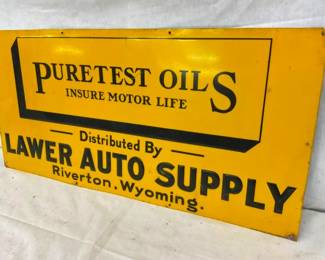 PURETEST OILS
INSURE MOTOR LIFE
Distributed By
LAWER AUTO SUPPLY
Riverton, Wyoming.